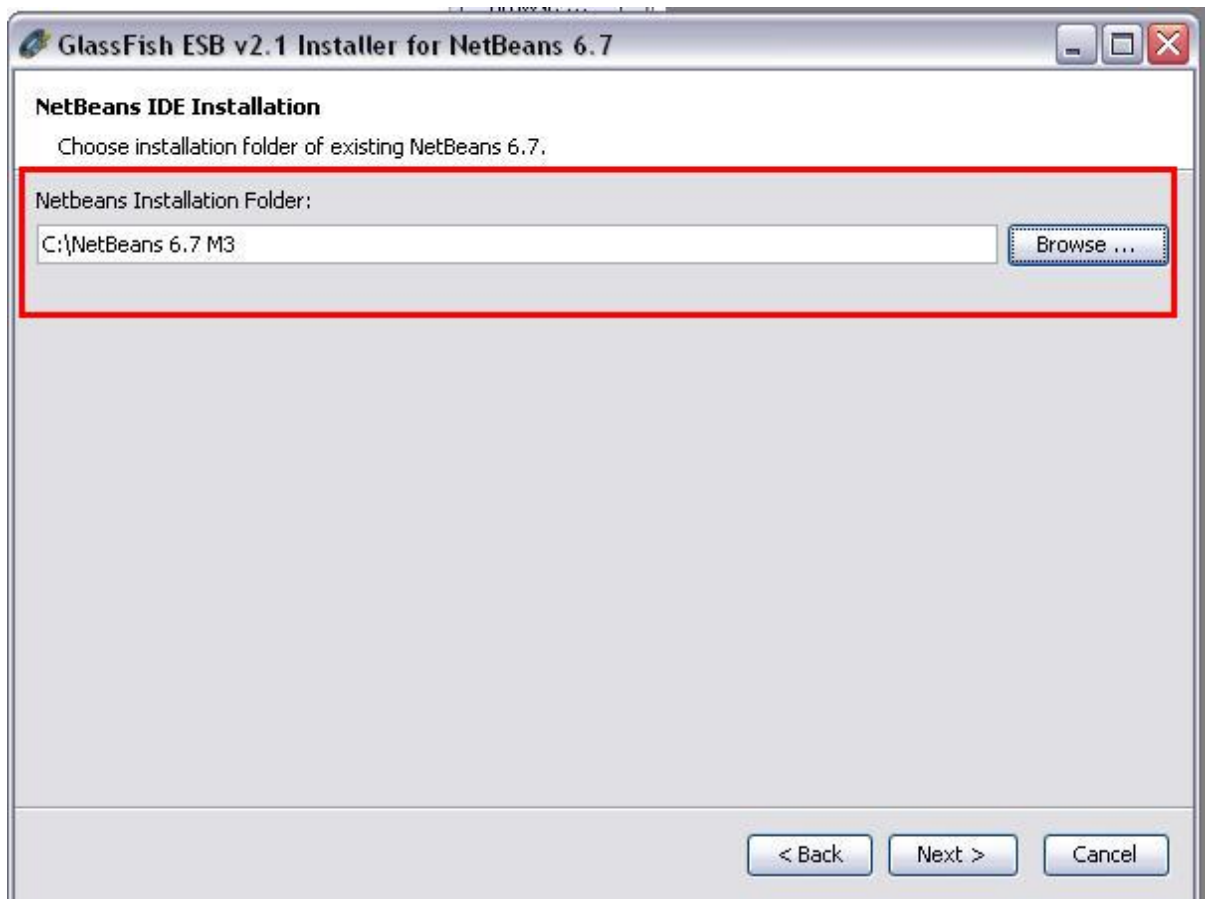 GlassFish ESB v2.1 Installer for NetBeans 6.7
NetBeans IDE Installation
Choose installation folder of existing NetBeans 6.7.
Netbeans Installation Folder:
C:\NetBeans 6.7 M3
Browse ...
< Back
Next >
Cancel